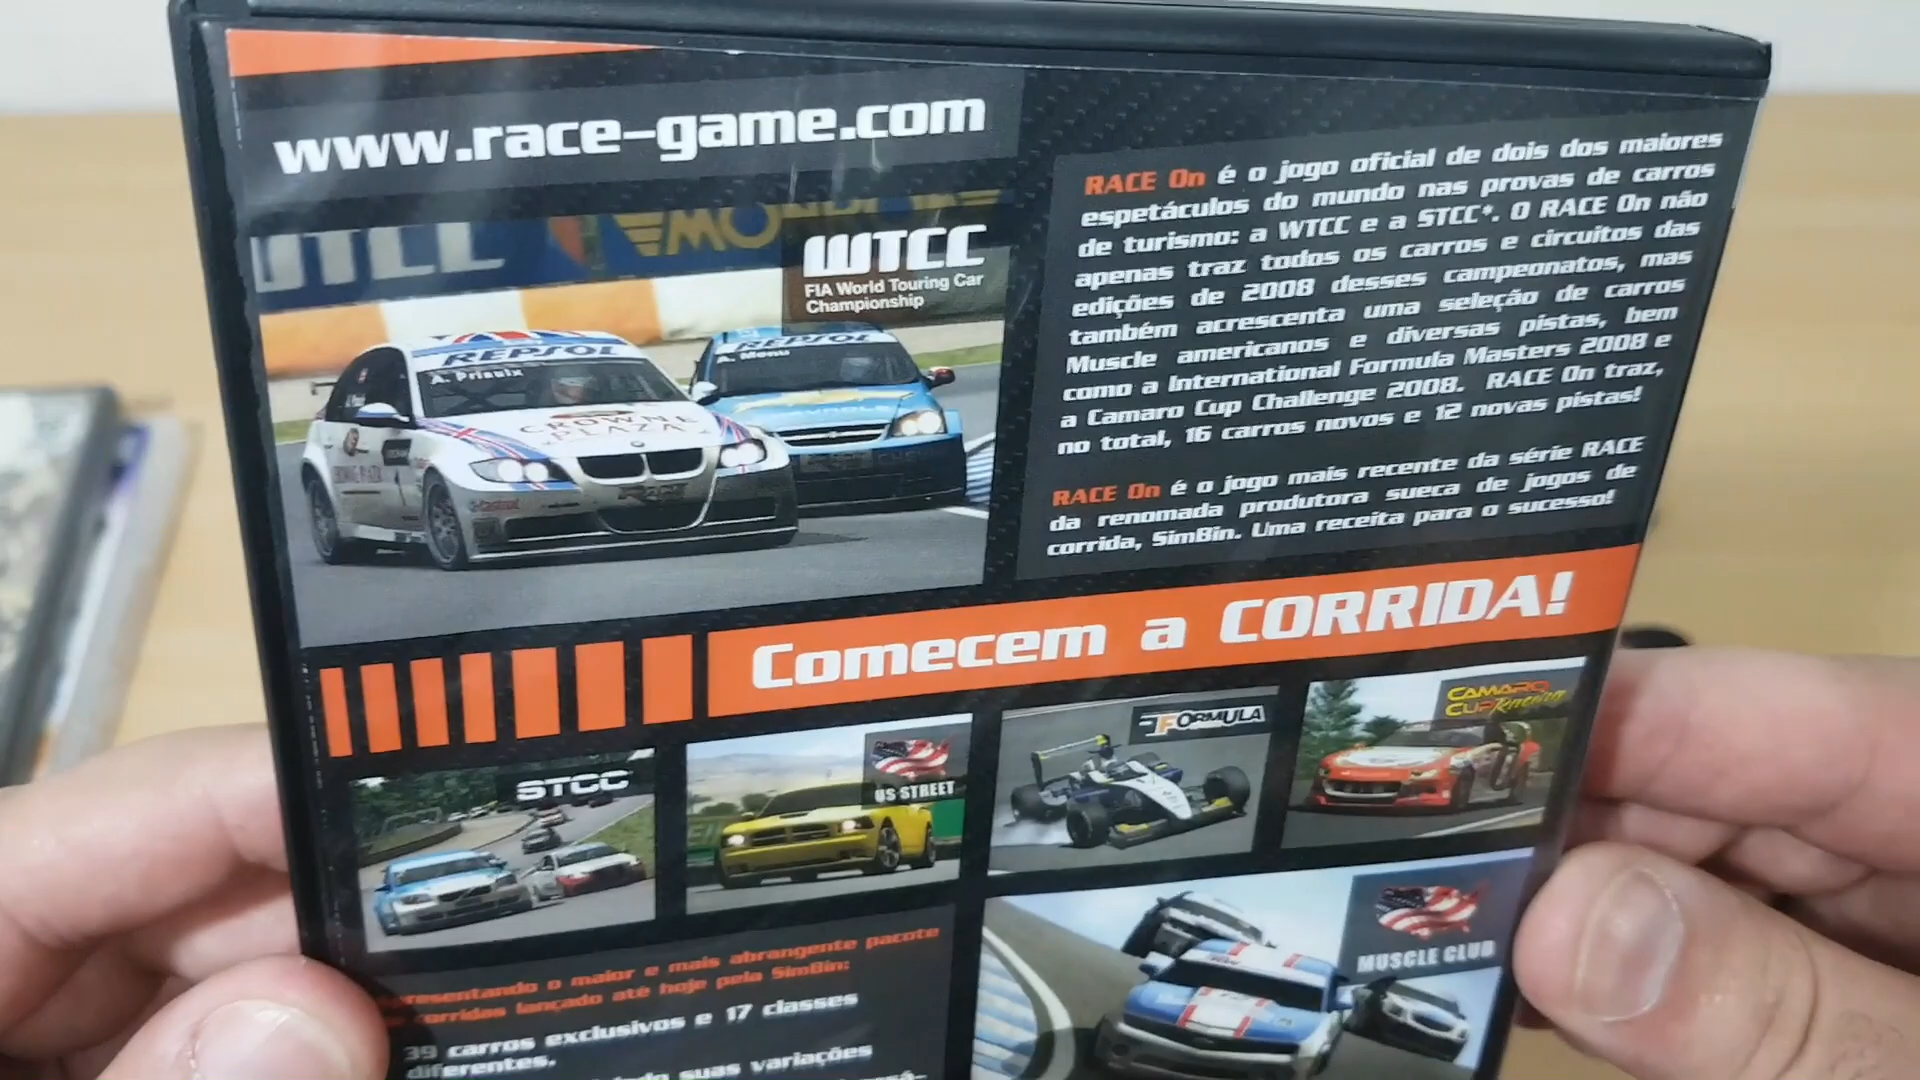 www.race-game.com
WTCC
FIA World Touring Car
Championship
REPSOL
A. Priaulx
CROWNE
PLAZA
REPSOL
A. Menu
CHEVROLET
RACE On é o jogo oficial de dois dos maiores
espetáculos do mundo nas provas de carros
de turismo: a WTCC e a STCC*. O RACE On não
apenas traz todos os carros e circuitos das
edições de 2008 desses campeonatos, mas
também acrescenta uma seleção de carros
Muscle americanos e diversas pistas, bem
como a International Formula Masters 2008 e
a Camaro Cup Challenge 2008. RACE On traz,
no total, 16 carros novos e 12 novas pistas!
RACE On é o jogo mais recente da série RACE
da renomada produtora sueca de jogos de
corrida, SimBin. Uma receita para o sucesso!
Comecem a CORRIDA!
STCC
US STREET
FORMULA
CAMARO
CUP Racing
MUSCLE CLUB
o maior e mais abrangente pacote
corridas lançado até hoje pela SimBin:
39 carros exclusivos e 17 classes
diferentes.
suas variações